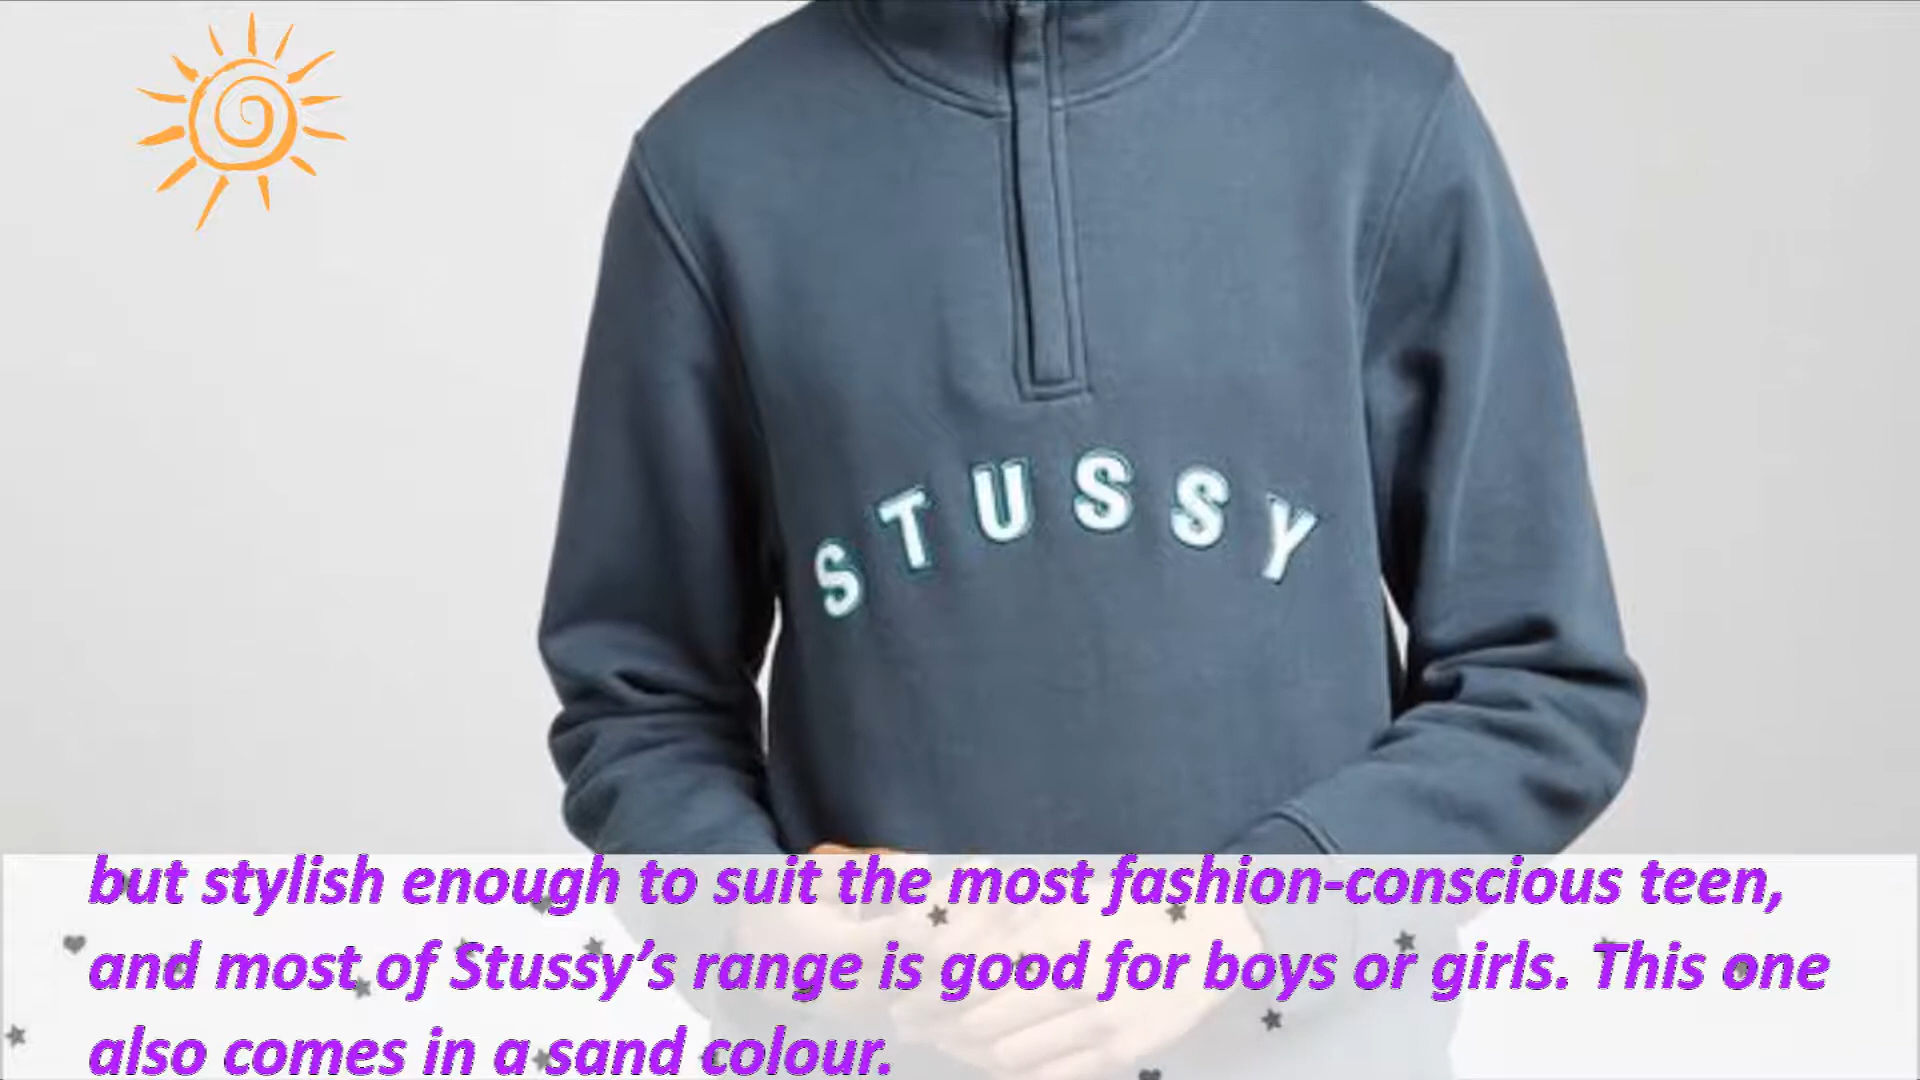 STUSSY
but stylish enough to suit the most fashion-conscious teen,
and most of Stussy’s range is good for boys or girls. This one
also comes in a sand colour.